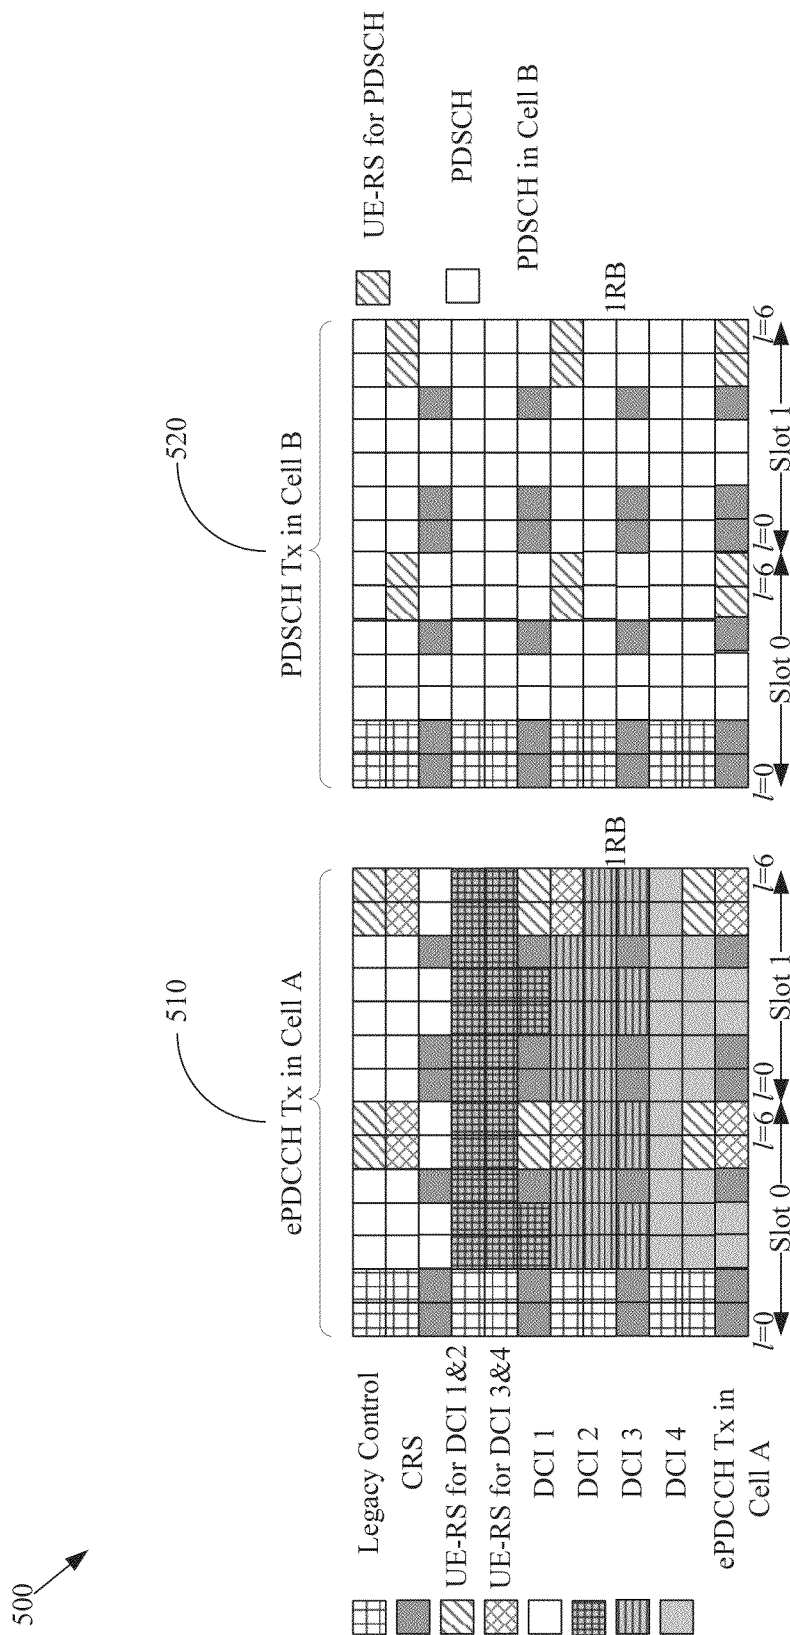 500
510
520
ePDCCH Tx in Cell A
PDSCH Tx in Cell B
Legacy Control
CRS
UE-RS for DCI 1&2
UE-RS for DCI 3&4
DCI 1
DCI 2
DCI 3
DCI 4
ePDCCH Tx in
Cell A
1RB
l=0
Slot 0
l=6
l=0
Slot 1
l=6
1RB
l=0
Slot 0
l=6
l=0
Slot 1
l=6
UE-RS for PDSCH
PDSCH
PDSCH in Cell B